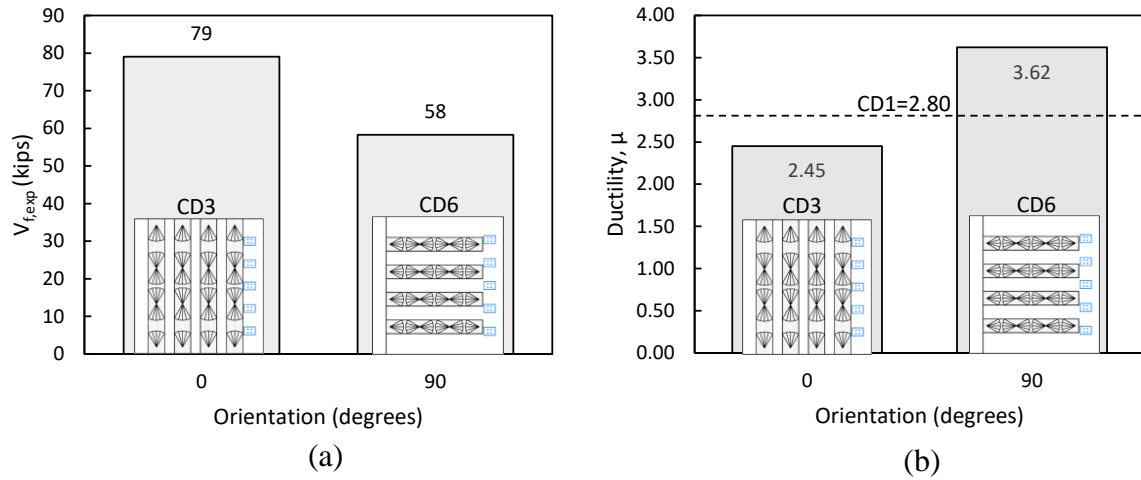 90
80
70
60
50
40
30
20
10
0
V_f,exp (kips)
79
58
CD3
CD6
0
90
Orientation (degrees)
(a)
4.00
3.50
3.00
2.50
2.00
1.50
1.00
0.50
0.00
Ductility, µ
3.62
CD1=2.80
2.45
CD3
CD6
0
90
Orientation (degrees)
(b)